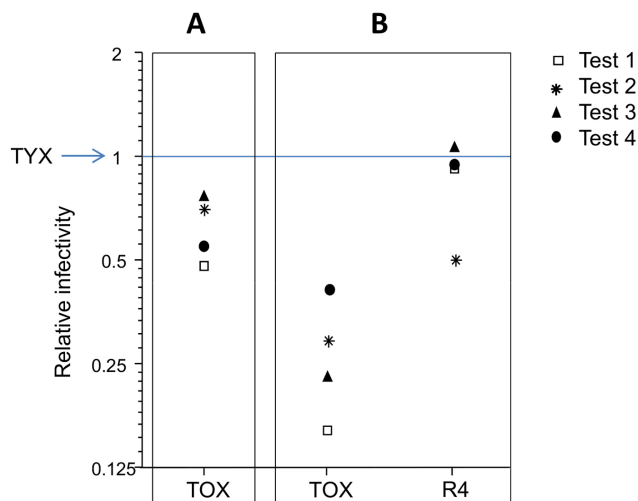 A B
2
1
0.5
0.25
0.125
TYX
Relative infectivity
TOX TOX R4
Test 1
Test 2
Test 3
Test 4